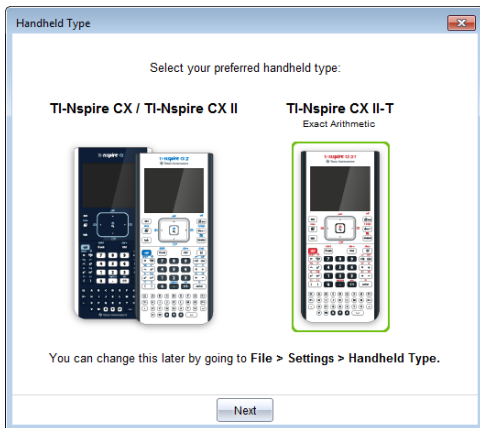 Handheld Type
Select your preferred handheld type:
TI-Nspire CX / TI-Nspire CX II
TI-Nspire CX II-T
Exact Arithmetic
You can change this later by going to File > Settings > Handheld Type.
Next